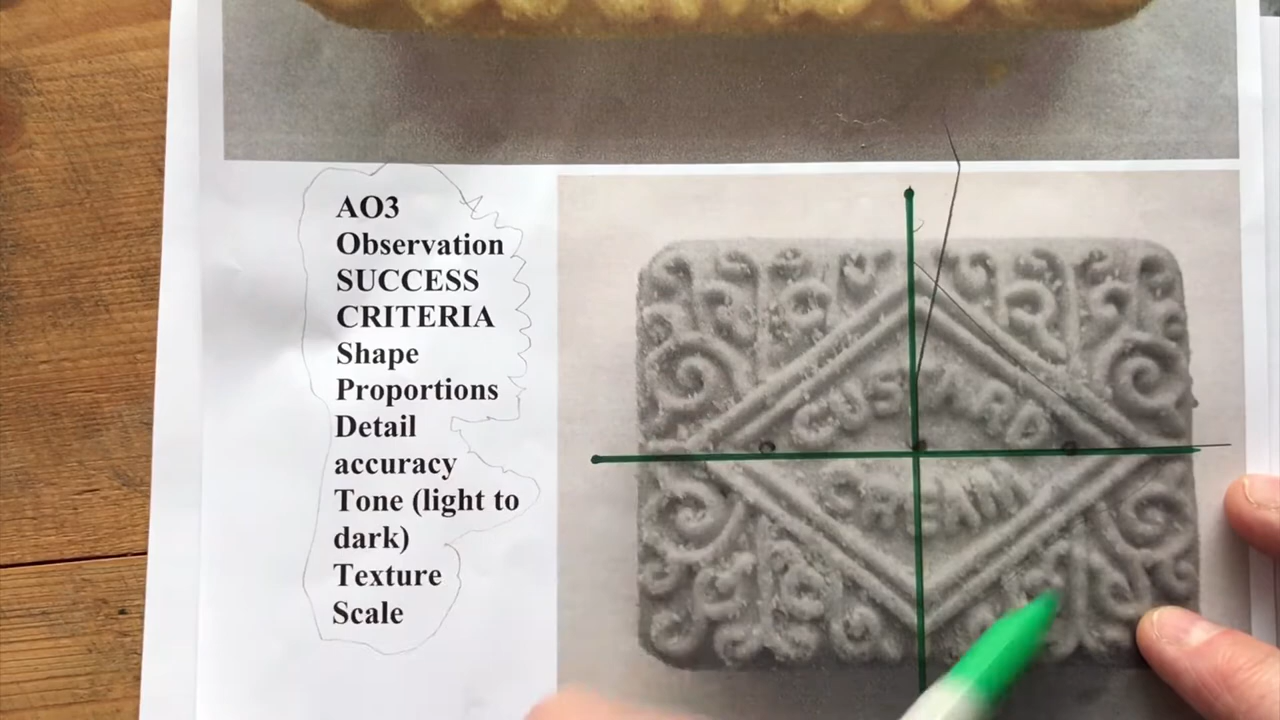 AO3
Observation
SUCCESS
CRITERIA
Shape
Proportions
Detail
accuracy
Tone (light to
dark)
Texture
Scale
CUSTARD
CREAM